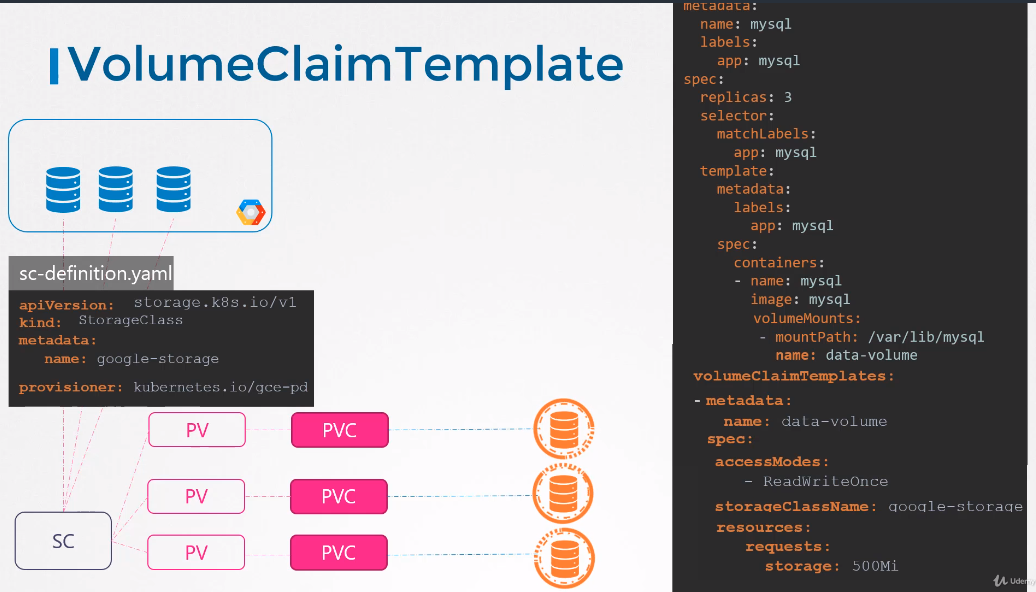 VolumeClaimTemplate
sc-definition.yaml
apiVersion: storage.k8s.io/v1
kind: StorageClass
metadata:
name: google-storage
provisioner: kubernetes.io/gce-pd
PV PVC
PV PVC
SC PV PVC
metadata:
name: mysql
labels:
app: mysql
spec:
replicas: 3
selector:
matchLabels:
app: mysql
template:
metadata:
labels:
app: mysql
spec:
containers:
- name: mysql
image: mysql
volumeMounts:
- mountPath: /var/lib/mysql
name: data-volume
volumeClaimTemplates:
- metadata:
name: data-volume
spec:
accessModes:
- ReadWriteOnce
storageClassName: google-storage
resources:
requests:
storage: 500Mi